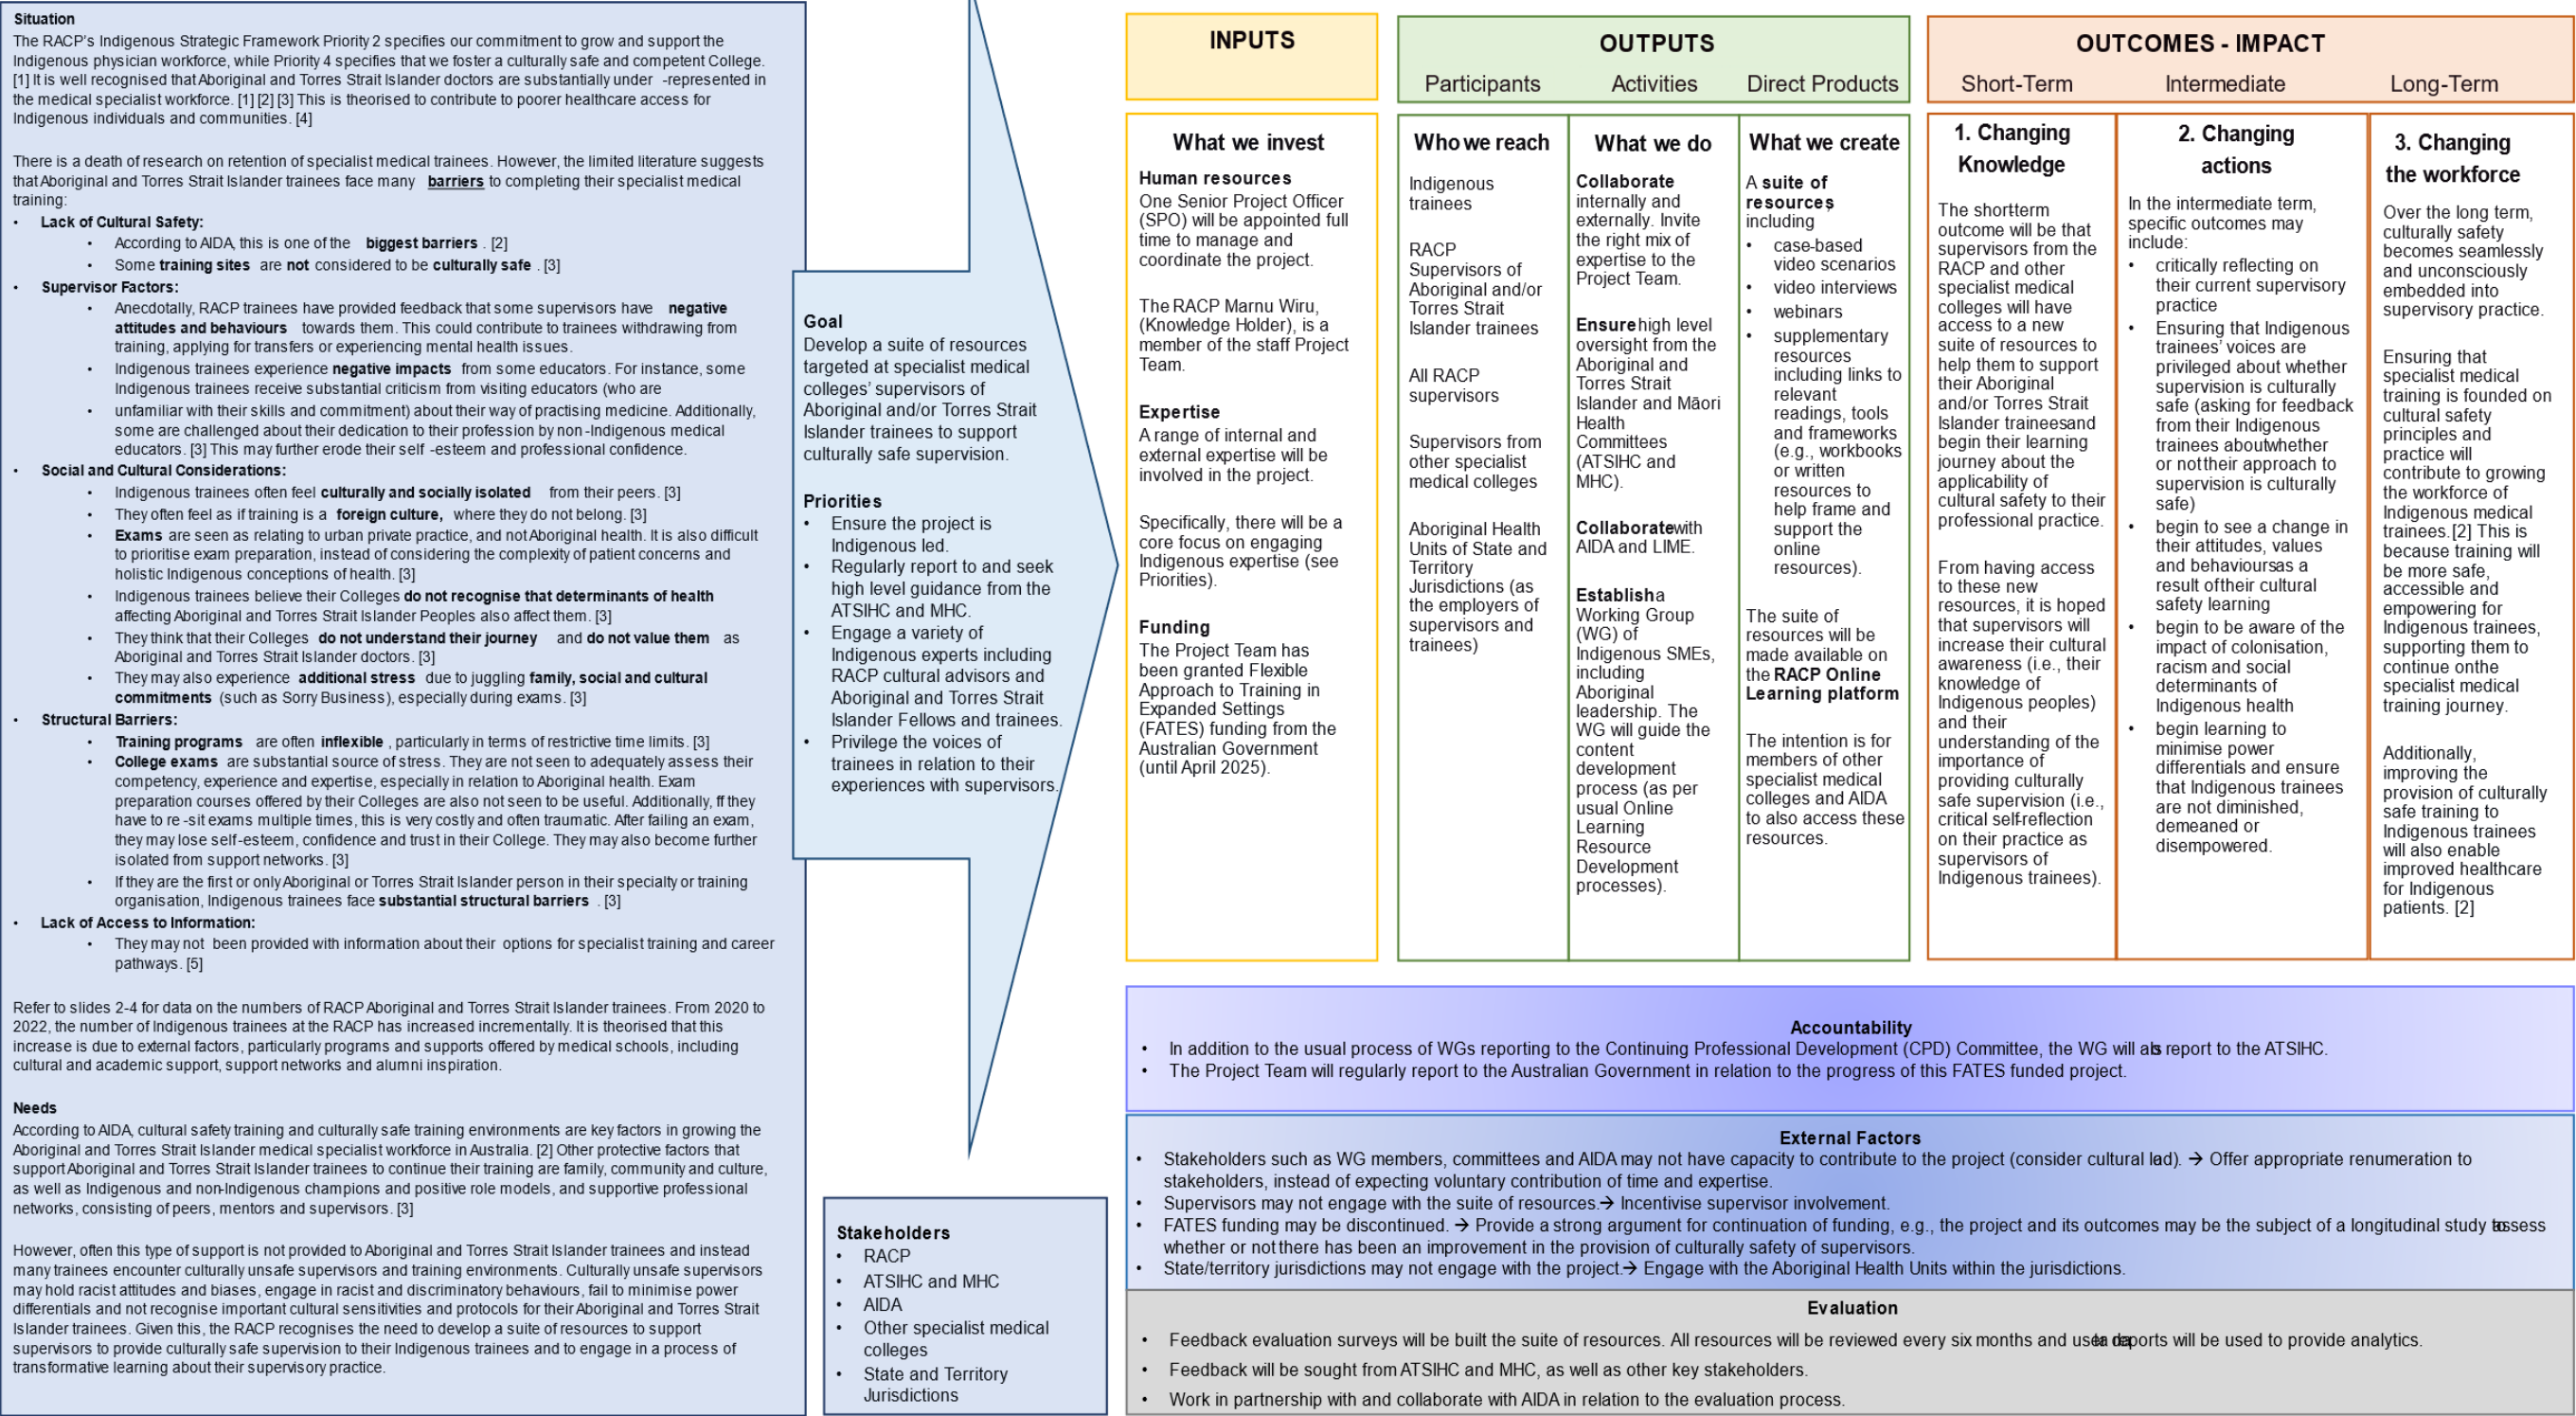 Situation
The RACP's Indigenous Strategic Framework Priority 2 specifies our commitment to grow and support the
Indigenous physician workforce, while Priority 4 specifies that we foster a culturally safe and competent College.
[1] It is well recognised that Aboriginal and Torres Strait Islander doctors are substantially under -represented in
the medical specialist workforce. [1] [2] [3] This is theorised to contribute to poorer healthcare access for
Indigenous individuals and communities. [4]
There is a death of research on retention of specialist medical trainees. However, the limited literature suggests
that Aboriginal and Torres Strait Islander trainees face many barriers to completing their specialist medical
training:
• Lack of Cultural Safety:
• According to AIDA, this is one of the biggest barriers . [2]
• Some training sites are not considered to be culturally safe . [3]
• Supervisor Factors:
• Anecdotally, RACP trainees have provided feedback that some supervisors have negative
attitudes and behaviours towards them. This could contribute to trainees withdrawing from
training, applying for transfers or experiencing mental health issues.
• Indigenous trainees experience negative impacts from some educators. For instance, some
Indigenous trainees receive substantial criticism from visiting educators (who are
• unfamiliar with their skills and commitment) about their way of practising medicine. Additionally,
some are challenged about their dedication to their profession by non -Indigenous medical
educators. [3] This may further erode their self -esteem and professional confidence.
• Social and Cultural Considerations:
• Indigenous trainees often feel culturally and socially isolated from their peers. [3]
• They often feel as if training is a foreign culture, where they do not belong. [3]
• Exams are seen as relating to urban private practice, and not Aboriginal health. It is also difficult
to prioritise exam preparation, instead of considering the complexity of patient concerns and
holistic Indigenous conceptions of health. [3]
• Indigenous trainees believe their Colleges do not recognise that determinants of health
affecting Aboriginal and Torres Strait Islander Peoples also affect them. [3]
• They think that their Colleges do not understand their journey and do not value them as
Aboriginal and Torres Strait Islander doctors. [3]
• They may also experience additional stress due to juggling family, social and cultural
commitments (such as Sorry Business), especially during exams. [3]
• Structural Barriers:
• Training programs are often inflexible , particularly in terms of restrictive time limits. [3]
• College exams are substantial source of stress. They are not seen to adequately assess their
competency, experience and expertise, especially in relation to Aboriginal health. Exam
preparation courses offered by their Colleges are also not seen to be useful. Additionally, ff they
have to re -sit exams multiple times, this is very costly and often traumatic. After failing an exam,
they may lose self-esteem, confidence and trust in their College. They may also become further
isolated from support networks. [3]
• If they are the first or only Aboriginal or Torres Strait Islander person in their specialty or training
organisation, Indigenous trainees face substantial structural barriers . [3]
• Lack of Access to Information:
• They may not been provided with information about their options for specialist training and career
pathways. [5]
Refer to slides 2-4 for data on the numbers of RACP Aboriginal and Torres Strait Islander trainees. From 2020 to
2022, the number of Indigenous trainees at the RACP has increased incrementally. It is theorised that this
increase is due to external factors, particularly programs and supports offered by medical schools, including
cultural and academic support, support networks and alumni inspiration.
Needs
According to AIDA, cultural safety training and culturally safe training environments are key factors in growing the
Aboriginal and Torres Strait Islander medical specialist workforce in Australia. [2] Other protective factors that
support Aboriginal and Torres Strait Islander trainees to continue their training are family, community and culture,
as well as Indigenous and non-Indigenous champions and positive role models, and supportive professional
networks, consisting of peers, mentors and supervisors. [3]
However, often this type of support is not provided to Aboriginal and Torres Strait Islander trainees and instead
many trainees encounter culturally unsafe supervisors and training environments. Culturally unsafe supervisors
may hold racist attitudes and biases, engage in racist and discriminatory behaviours, fail to minimise power
differentials and not recognise important cultural sensitivities and protocols for their Aboriginal and Torres Strait
Islander trainees. Given this, the RACP recognises the need to develop a suite of resources to support
supervisors to provide culturally safe supervision to their Indigenous trainees and to engage in a process of
transformative learning about their supervisory practice.
Goal
Develop a suite of resources
targeted at specialist medical
colleges' supervisors of
Aboriginal and/or Torres Strait
Islander trainees to support
culturally safe supervision.
Priorities
• Ensure the project is
Indigenous led.
• Regularly report to and seek
high level guidance from the
ATSIHC and MHC.
• Engage a variety of
Indigenous experts including
RACP cultural advisors and
Aboriginal and Torres Strait
Islander Fellows and trainees.
• Privilege the voices of
trainees in relation to their
experiences with supervisors.
Stakeholders
• RACP
• ATSIHC and MHC
• AIDA
• Other specialist medical
colleges
• State and Territory
Jurisdictions
INPUTS
What we invest
Human resources
One Senior Project Officer
(SPO) will be appointed full
time to manage and
coordinate the project.
The RACP Marnu Wiru,
(Knowledge Holder), is a
member of the staff Project
Team.
Expertise
A range of internal and
external expertise will be
involved in the project.
Specifically, there will be a
core focus on engaging
Indigenous expertise (see
Priorities).
Funding
The Project Team has
been granted Flexible
Approach to Training in
Expanded Settings
(FATES) funding from the
Australian Government
(until April 2025).
OUTPUTS
Participants Activities Direct Products
Who we reach
Indigenous
trainees
RACP
Supervisors of
Aboriginal and/or
Torres Strait
Islander trainees
All RACP
supervisors
Supervisors from
other specialist
medical colleges
Aboriginal Health
Units of State and
Territory
Jurisdictions (as
the employers of
supervisors and
trainees)
What we do
Collaborate
internally and
externally. Invite
the right mix of
expertise to the
Project Team.
Ensure high level
oversight from the
Aboriginal and
Torres Strait
Islander and Māori
Health
Committees
(ATSIHC and
MHC).
Collaborate with
AIDA and LIME.
Establish a
Working Group
(WG) of
Indigenous SMEs,
including
Aboriginal
leadership. The
WG will guide the
content
development
process (as per
usual Online
Learning
Resource
Development
processes).
What we create
A suite of
resources,
including
• case-based
video scenarios
• video interviews
• webinars
• supplementary
resources
including links to
relevant
readings, tools
and frameworks
(e.g., workbooks
or written
resources to
help frame and
support the
online
resources).
The suite of
resources will be
made available on
the RACP Online
Learning platform
The intention is for
members of other
specialist medical
colleges and AIDA
to also access these
resources.
OUTCOMES - IMPACT
Short-Term Intermediate Long-Term
1. Changing
Knowledge
The short-term
outcome will be that
supervisors from the
RACP and other
specialist medical
colleges will have
access to a new
suite of resources to
help them to support
their Aboriginal
and/or Torres Strait
Islander trainees and
begin their learning
journey about the
applicability of
cultural safety to their
professional practice.
From having access
to these new
resources, it is hoped
that supervisors will
increase their cultural
awareness (i.e., their
knowledge of
Indigenous peoples)
and their
understanding of the
importance of
providing culturally
safe supervision (i.e.,
critical self-reflection
on their practice as
supervisors of
Indigenous trainees).
2. Changing
actions
In the intermediate term,
specific outcomes may
include:
• critically reflecting on
their current supervisory
practice
• Ensuring that Indigenous
trainees' voices are
privileged about whether
supervision is culturally
safe (asking for feedback
from their Indigenous
trainees about whether
or not their approach to
supervision is culturally
safe)
• begin to see a change in
their attitudes, values
and behaviours as a
result of their cultural
safety learning
• begin to be aware of the
impact of colonisation,
racism and social
determinants of
Indigenous health
• begin learning to
minimise power
differentials and ensure
that Indigenous trainees
are not diminished,
demeaned or
disempowered.
3. Changing
the workforce
Over the long term,
culturally safety
becomes seamlessly
and unconsciously
embedded into
supervisory practice.
Ensuring that
specialist medical
training is founded on
cultural safety
principles and
practice will
contribute to growing
the workforce of
Indigenous medical
trainees.[2] This is
because training will
be more safe,
accessible and
empowering for
Indigenous trainees,
supporting them to
continue on the
specialist medical
training journey.
Additionally,
improving the
provision of culturally
safe training to
Indigenous trainees
will also enable
improved healthcare
for Indigenous
patients. [2]
Accountability
• In addition to the usual process of WGs reporting to the Continuing Professional Development (CPD) Committee, the WG will also report to the ATSIHC.
• The Project Team will regularly report to the Australian Government in relation to the progress of this FATES funded project.
External Factors
• Stakeholders such as WG members, committees and AIDA may not have capacity to contribute to the project (consider cultural load). → Offer appropriate renumeration to
stakeholders, instead of expecting voluntary contribution of time and expertise.
• Supervisors may not engage with the suite of resources.→ Incentivise supervisor involvement.
• FATES funding may be discontinued. → Provide a strong argument for continuation of funding, e.g., the project and its outcomes may be the subject of a longitudinal study to assess
whether or not there has been an improvement in the provision of culturally safety of supervisors.
• State/territory jurisdictions may not engage with the project.→ Engage with the Aboriginal Health Units within the jurisdictions.
Evaluation
• Feedback evaluation surveys will be built the suite of resources. All resources will be reviewed every six months and user data reports will be used to provide analytics.
• Feedback will be sought from ATSIHC and MHC, as well as other key stakeholders.
• Work in partnership with and collaborate with AIDA in relation to the evaluation process.